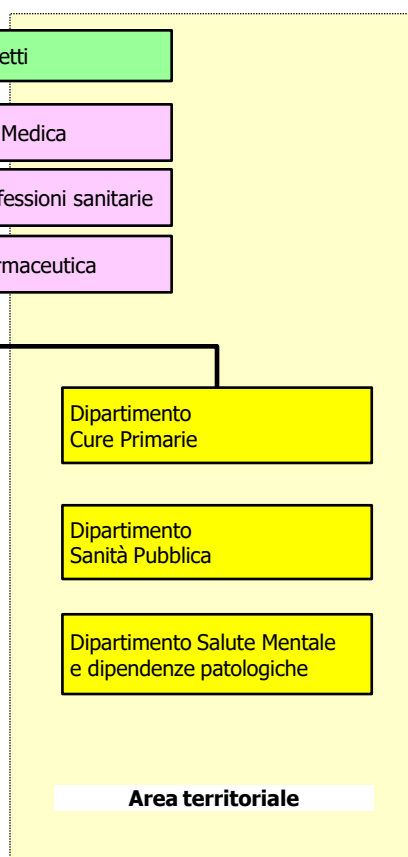 etti
Medica
fessioni sanitarie
rmaceutica
Dipartimento
Cure Primarie
Dipartimento
Sanità Pubblica
Dipartimento Salute Mentale
e dipendenze patologiche
Area territoriale